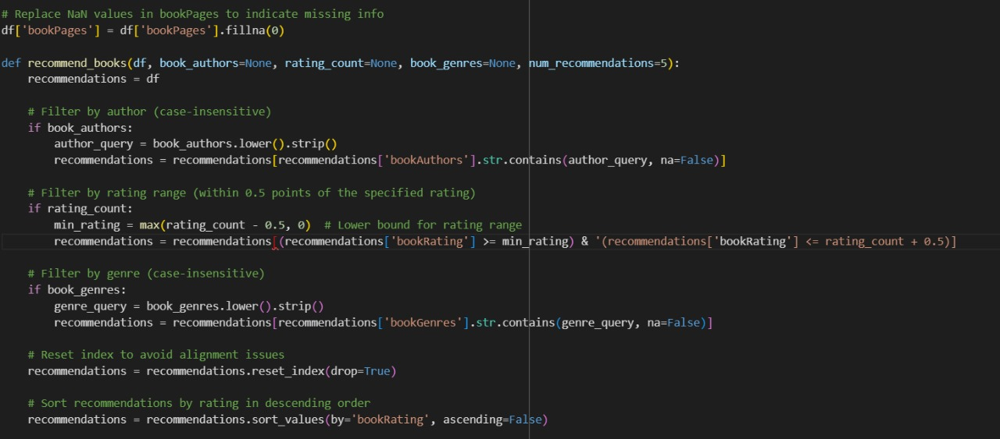 # Replace NaN values in bookPages to indicate missing info
df['bookPages'] = df['bookPages'].fillna(0)
def recommend_books(df, book_authors=None, rating_count=None, book_genres=None, num_recommendations=5):
recommendations = df
# Filter by author (case-insensitive)
if book_authors:
author_query = book_authors.lower().strip()
recommendations = recommendations[recommendations['bookAuthors'].str.contains(author_query, na=False)]
# Filter by rating range (within 0.5 points of the specified rating)
if rating_count:
min_rating = max(rating_count - 0.5, 0)  # Lower bound for rating range
recommendations = recommendations[(recommendations['bookRating'] >= min_rating) & '(recommendations['bookRating'] <= rating_count + 0.5)]
# Filter by genre (case-insensitive)
if book_genres:
genre_query = book_genres.lower().strip()
recommendations = recommendations[recommendations['bookGenres'].str.contains(genre_query, na=False)]
# Reset index to avoid alignment issues
recommendations = recommendations.reset_index(drop=True)
# Sort recommendations by rating in descending order
recommendations = recommendations.sort_values(by='bookRating', ascending=False)